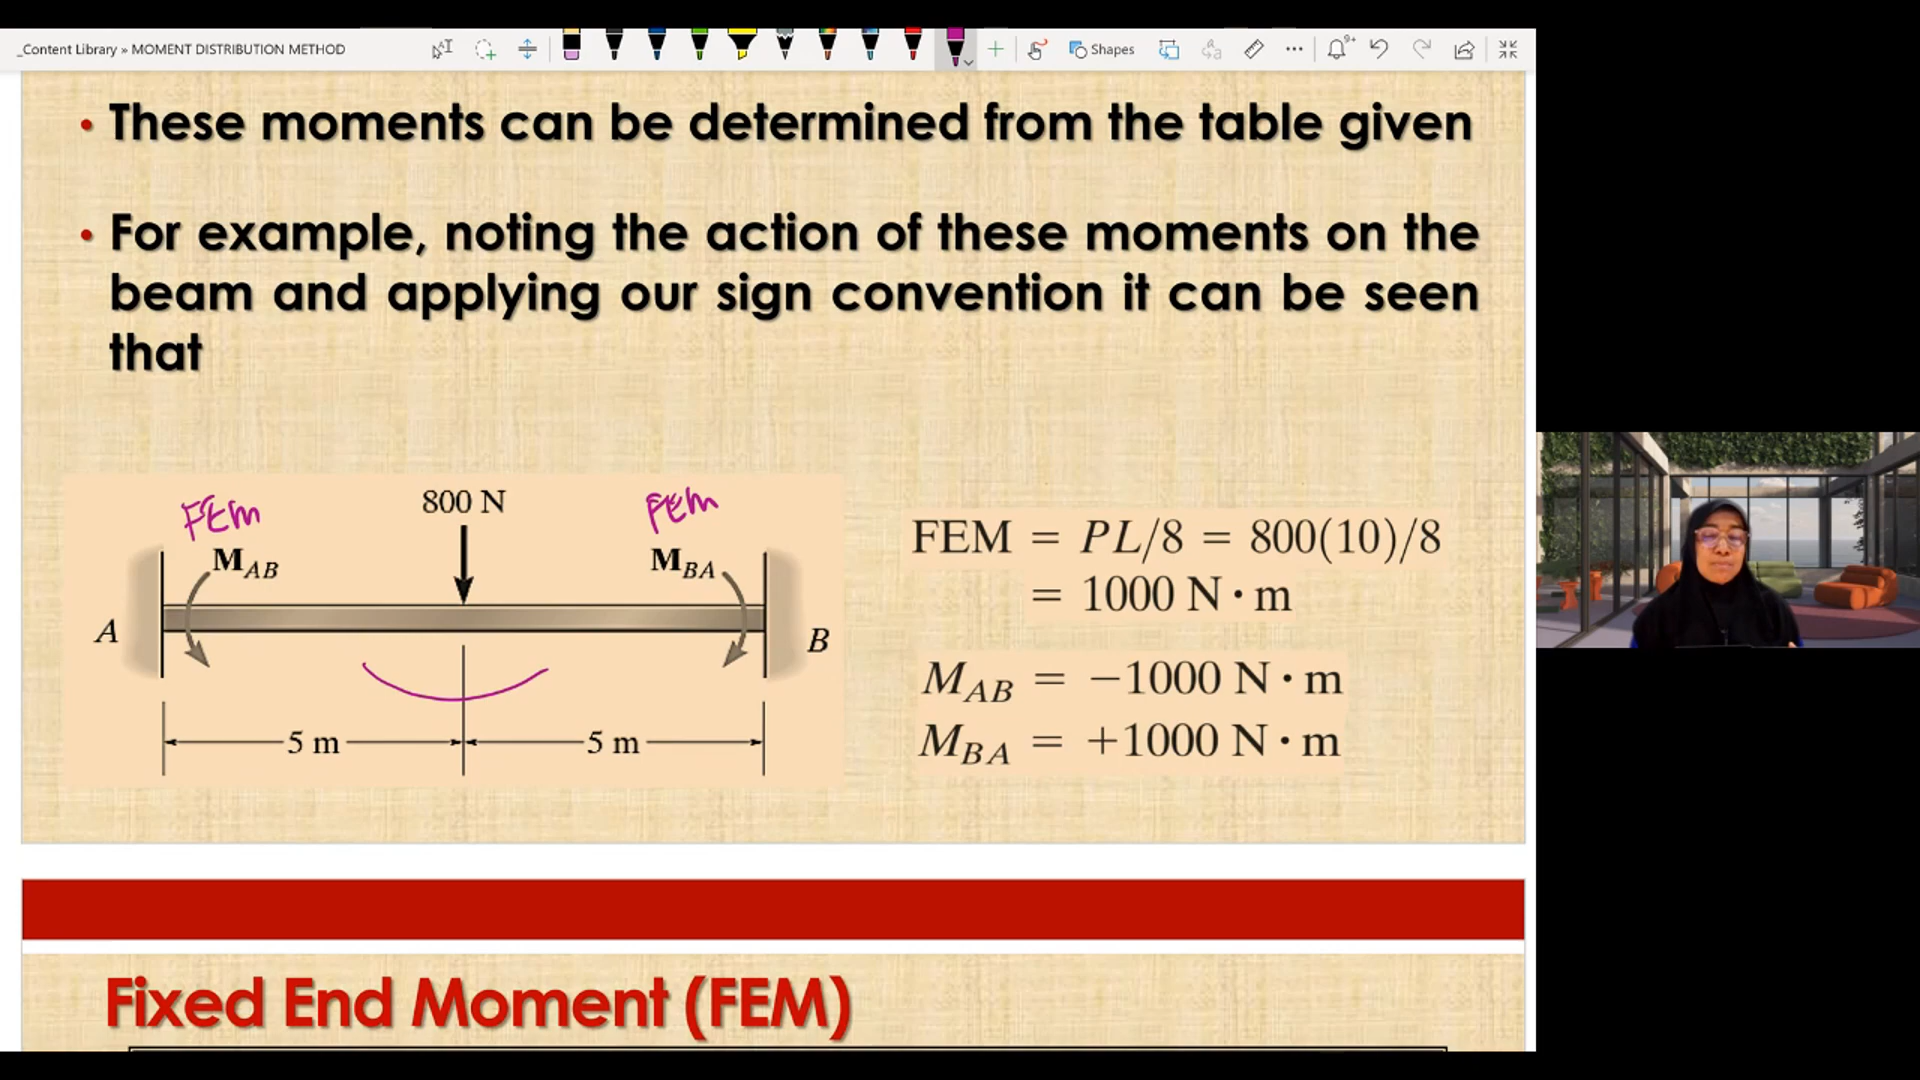 _Content Library » MOMENT DISTRIBUTION METHOD
Shapes
9+
• These moments can be determined from the table given
• For example, noting the action of these moments on the
beam and applying our sign convention it can be seen
that
FEM
800 N
FEM
M_AB
M_BA
A
B
5 m
5 m
FEM = PL/8 = 800(10)/8
= 1000 N · m
M_AB = −1000 N · m
M_BA = +1000 N · m
Fixed End Moment (FEM)